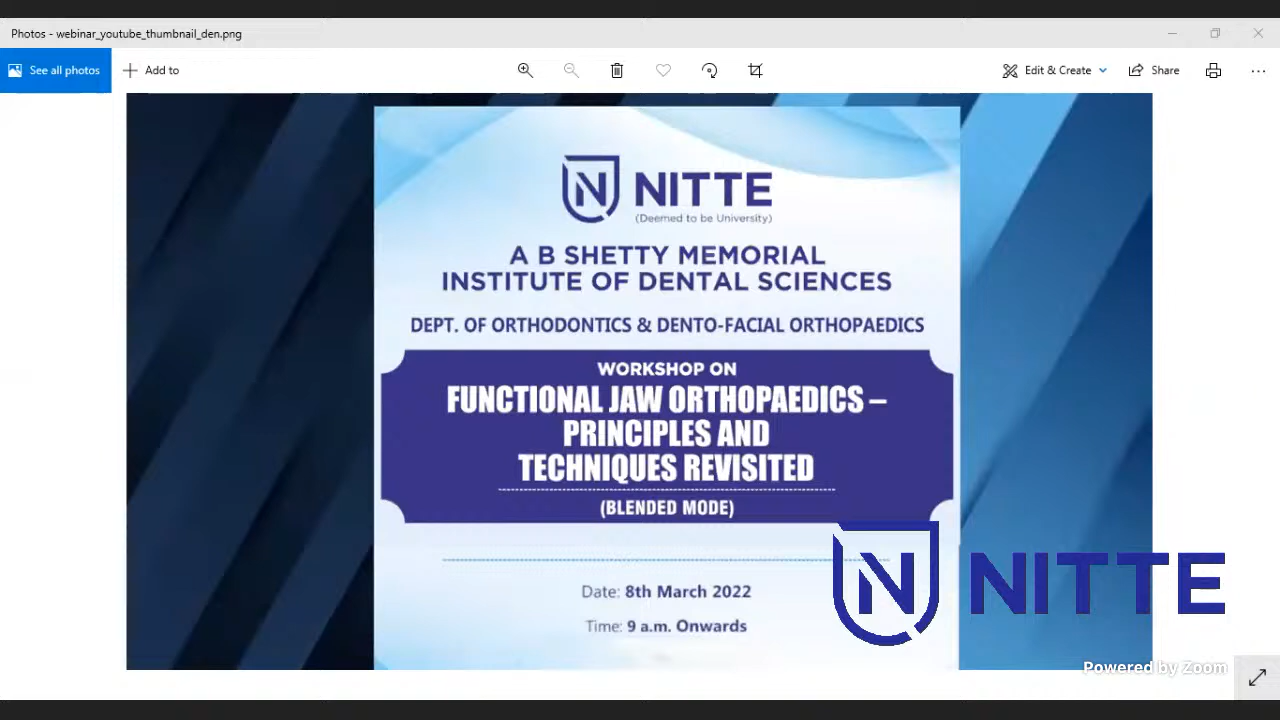 Photos - webinar_youtube_thumbnail_den.png
See all photos
Add to
Edit & Create
Share
NITTE
(Deemed to be University)
A B SHETTY MEMORIAL
INSTITUTE OF DENTAL SCIENCES
DEPT. OF ORTHODONTICS & DENTO-FACIAL ORTHOPAEDICS
WORKSHOP ON
FUNCTIONAL JAW ORTHOPAEDICS –
PRINCIPLES AND
TECHNIQUES REVISITED
(BLENDED MODE)
Date: 8th March 2022
Time: 9 a.m. Onwards
NITTE
Powered by Zoom